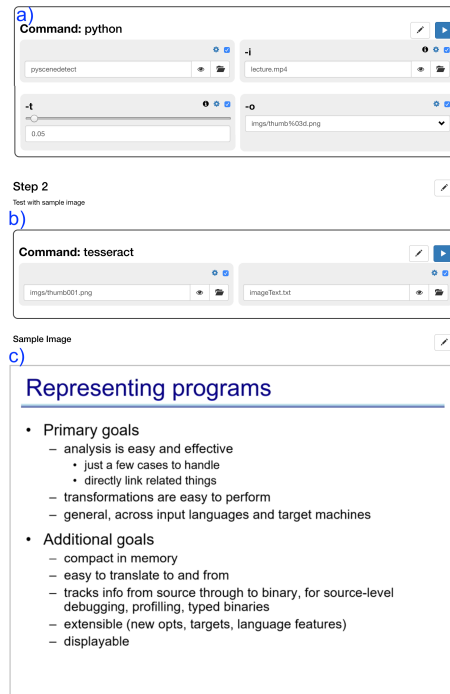 a)
Command: python
-i
pyscenedetect
lecture.mp4
-t
-o
0.05
imgs/thumb%03d.png
Step 2
Test with sample image
b)
Command: tesseract
imgs/thumb001.png
imageText.txt
Sample Image
c)
Representing programs
• Primary goals
– analysis is easy and effective
• just a few cases to handle
• directly link related things
– transformations are easy to perform
– general, across input languages and target machines
• Additional goals
– compact in memory
– easy to translate to and from
– tracks info from source through to binary, for source-level
debugging, profilling, typed binaries
– extensible (new opts, targets, language features)
– displayable